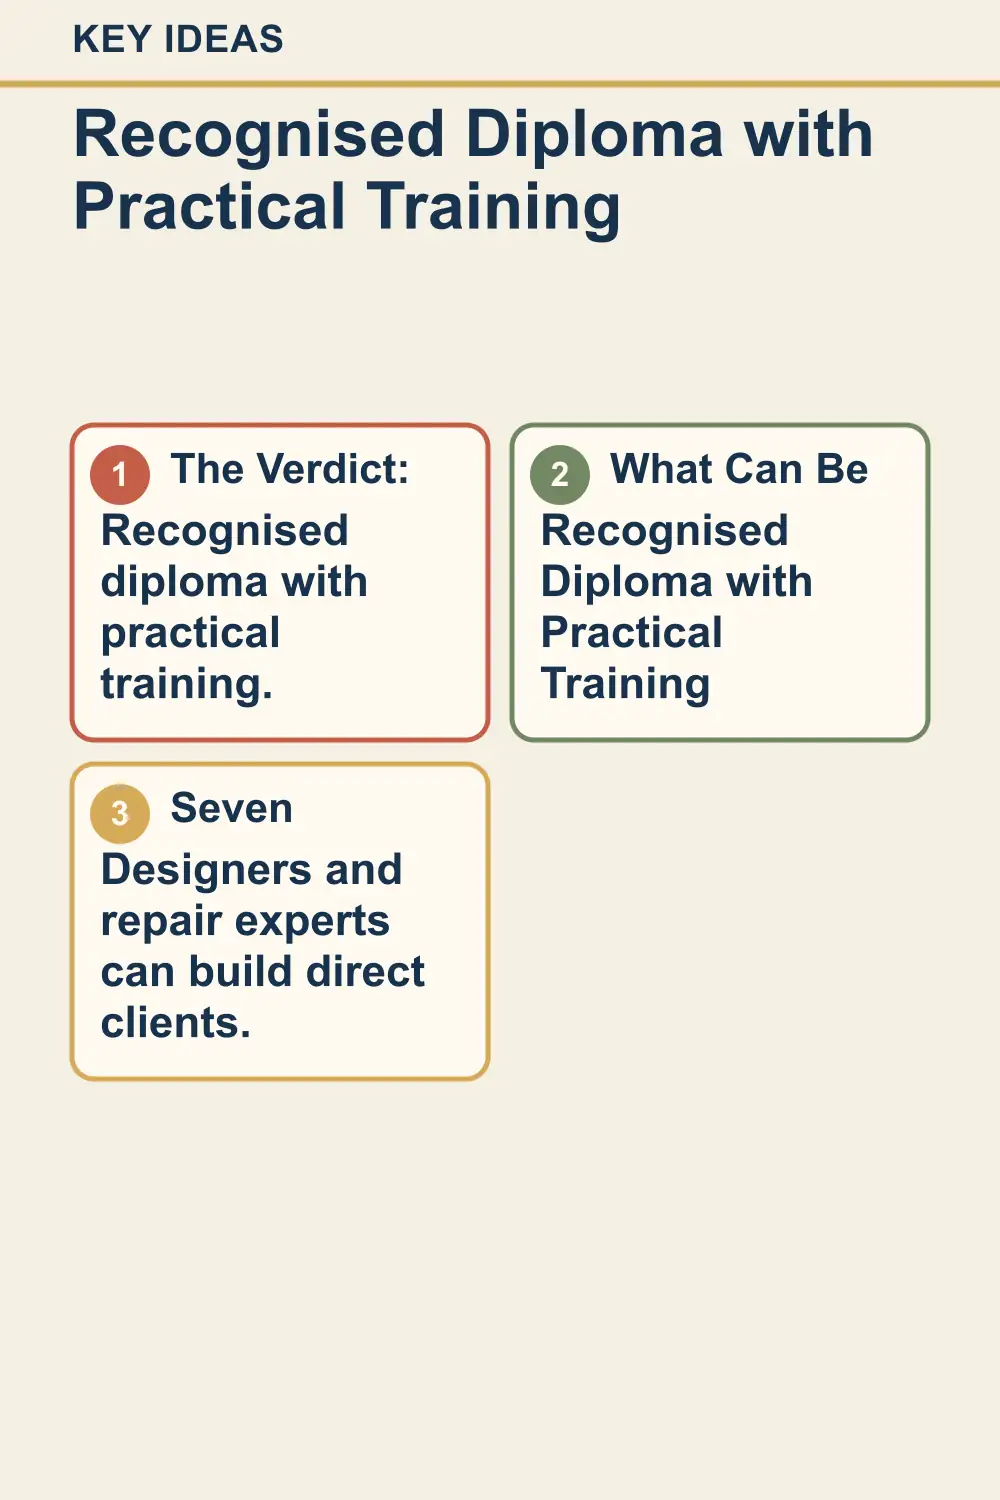 KEY IDEAS
Recognised Diploma with
Practical Training
1 The Verdict:
Recognised
diploma with
practical
training.
2 What Can Be
Recognised
Diploma with
Practical
Training
3 Seven
Designers and
repair experts
can build direct
clients.